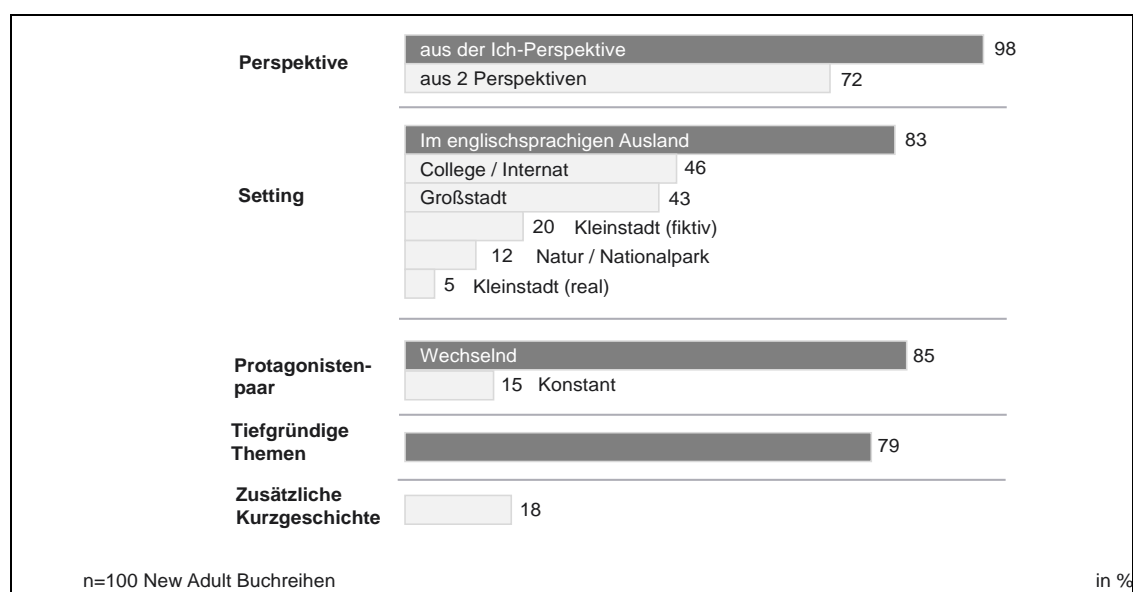 Perspektive
aus der Ich-Perspektive 98
aus 2 Perspektiven 72
Setting
Im englischsprachigen Ausland 83
College / Internat 46
Großstadt 43
20 Kleinstadt (fiktiv)
12 Natur / Nationalpark
5 Kleinstadt (real)
Protagonisten-
paar
Wechselnd 85
15 Konstant
Tiefgründige
Themen
79
Zusätzliche
Kurzgeschichte
18
n=100 New Adult Buchreihen in %